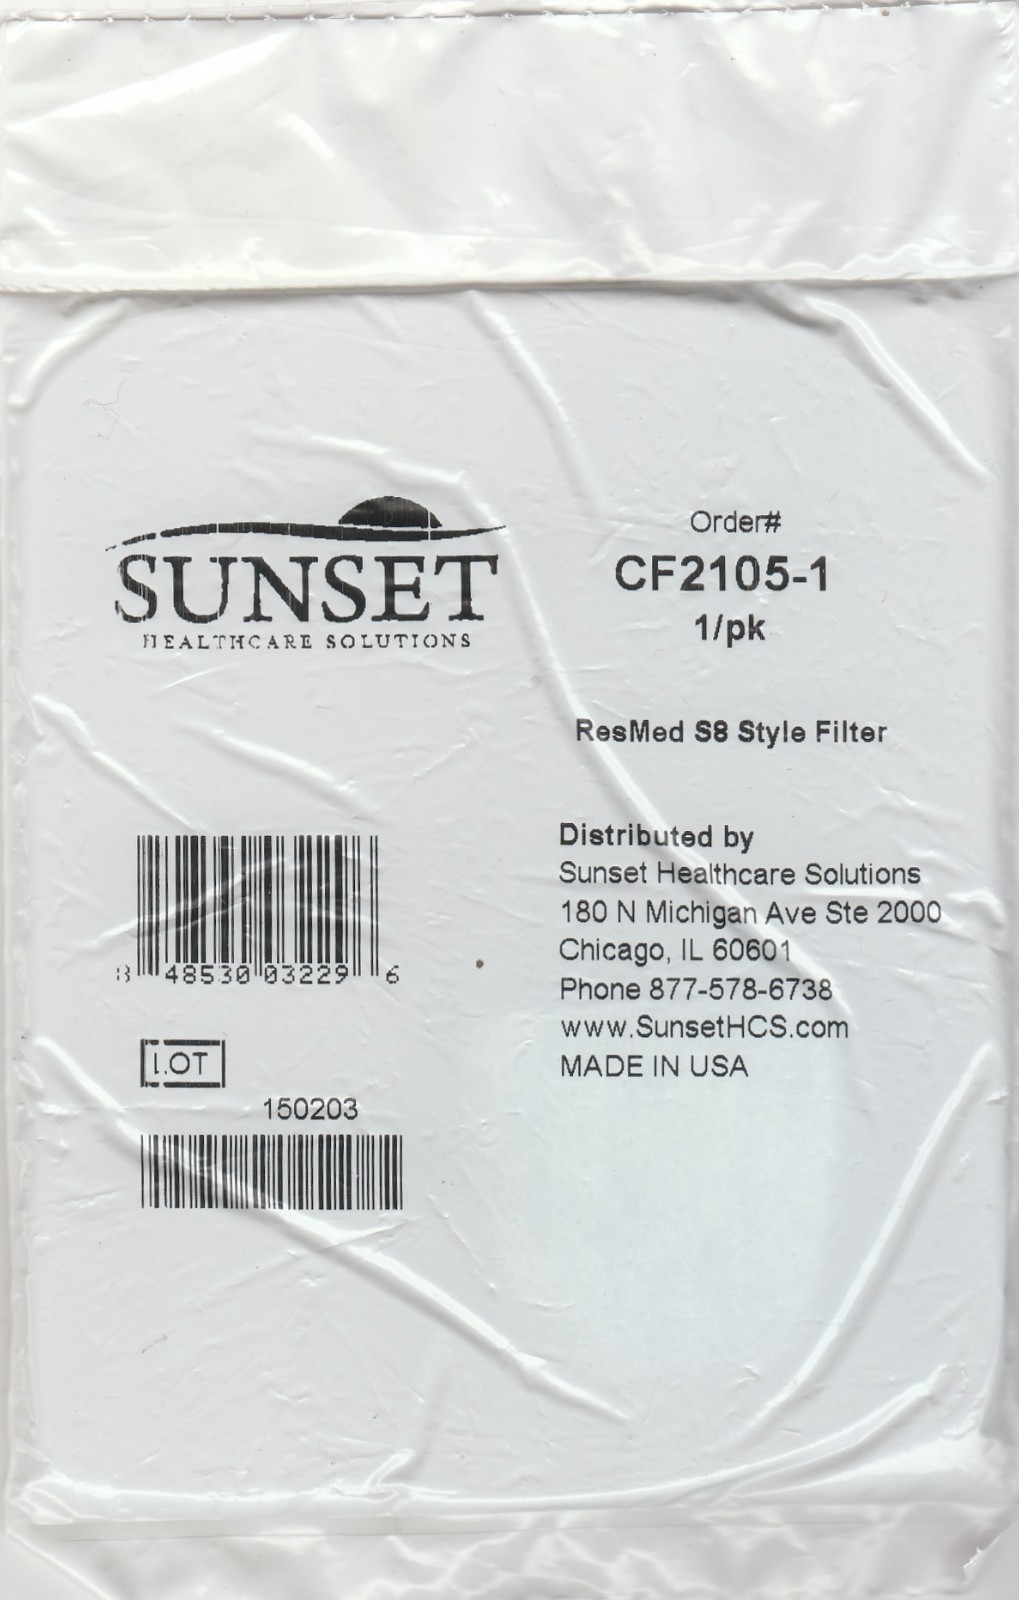 SUNSET
HEALTHCARE SOLUTIONS
Order#
CF2105-1
1/pk
ResMed S8 Style Filter
8 48530 03229 6
LOT
150203
Distributed by
Sunset Healthcare Solutions
180 N Michigan Ave Ste 2000
Chicago, IL 60601
Phone 877-578-6738
www.SunsetHCS.com
MADE IN USA